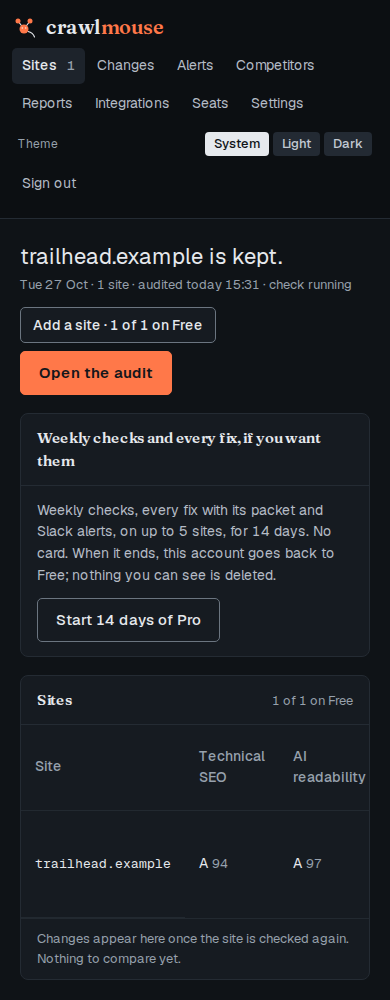 crawlmouse
Sites 1 Changes Alerts Competitors
Reports Integrations Seats Settings
Theme System Light Dark
Sign out
trailhead.example is kept.
Tue 27 Oct · 1 site · audited today 15:31 · check running
Add a site · 1 of 1 on Free
Open the audit
Weekly checks and every fix, if you want
them
Weekly checks, every fix with its packet and
Slack alerts, on up to 5 sites, for 14 days. No
card. When it ends, this account goes back to
Free; nothing you can see is deleted.
Start 14 days of Pro
Sites 1 of 1 on Free
Site Technical SEO AI readability
trailhead.example A 94 A 97
Changes appear here once the site is checked again.
Nothing to compare yet.